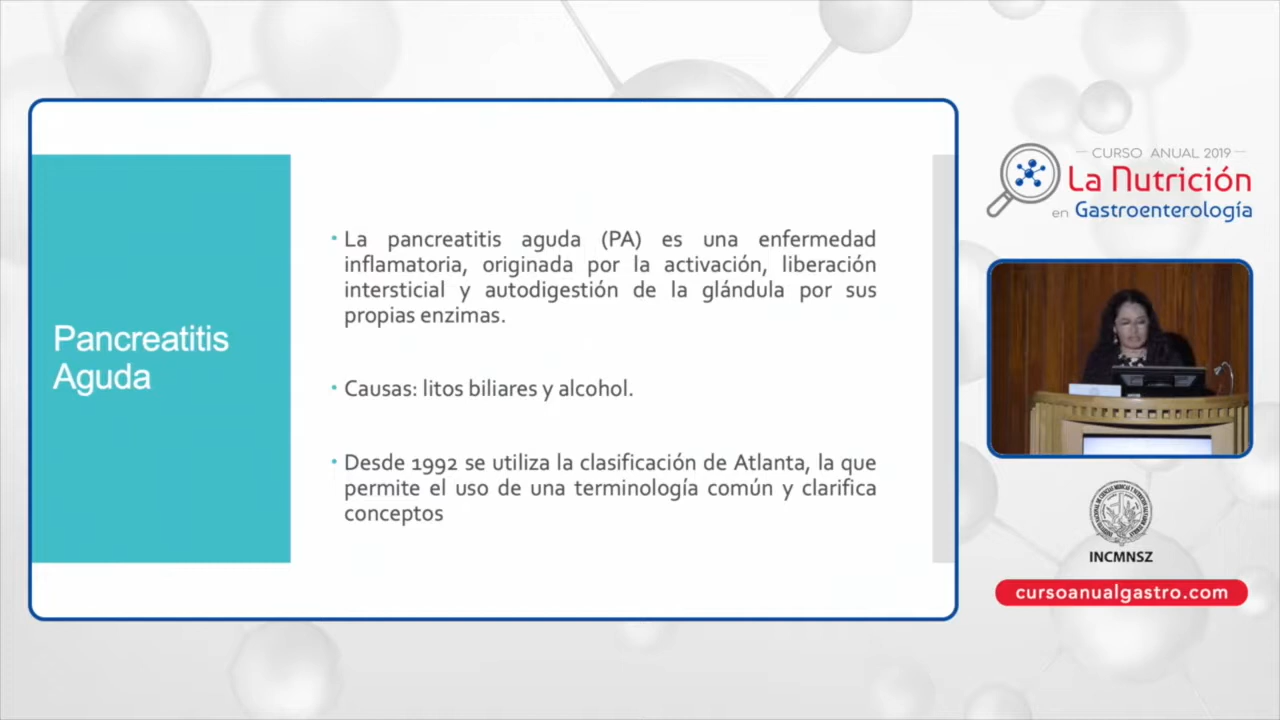 Pancreatitis
Aguda
• La pancreatitis aguda (PA) es una enfermedad
inflamatoria, originada por la activación, liberación
intersticial y autodigestión de la glándula por sus
propias enzimas.
• Causas: litos biliares y alcohol.
• Desde 1992 se utiliza la clasificación de Atlanta, la que
permite el uso de una terminología común y clarifica
conceptos
CURSO ANUAL 2019
La Nutrición
en Gastroenterología
INCMNSZ
cursoanualgastro.com